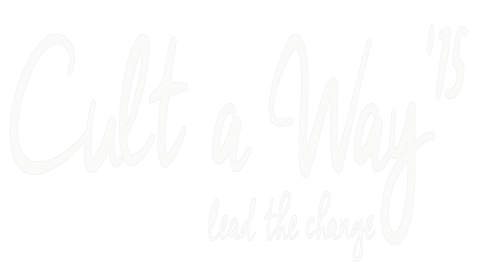 Cult a Way '15
lead the change